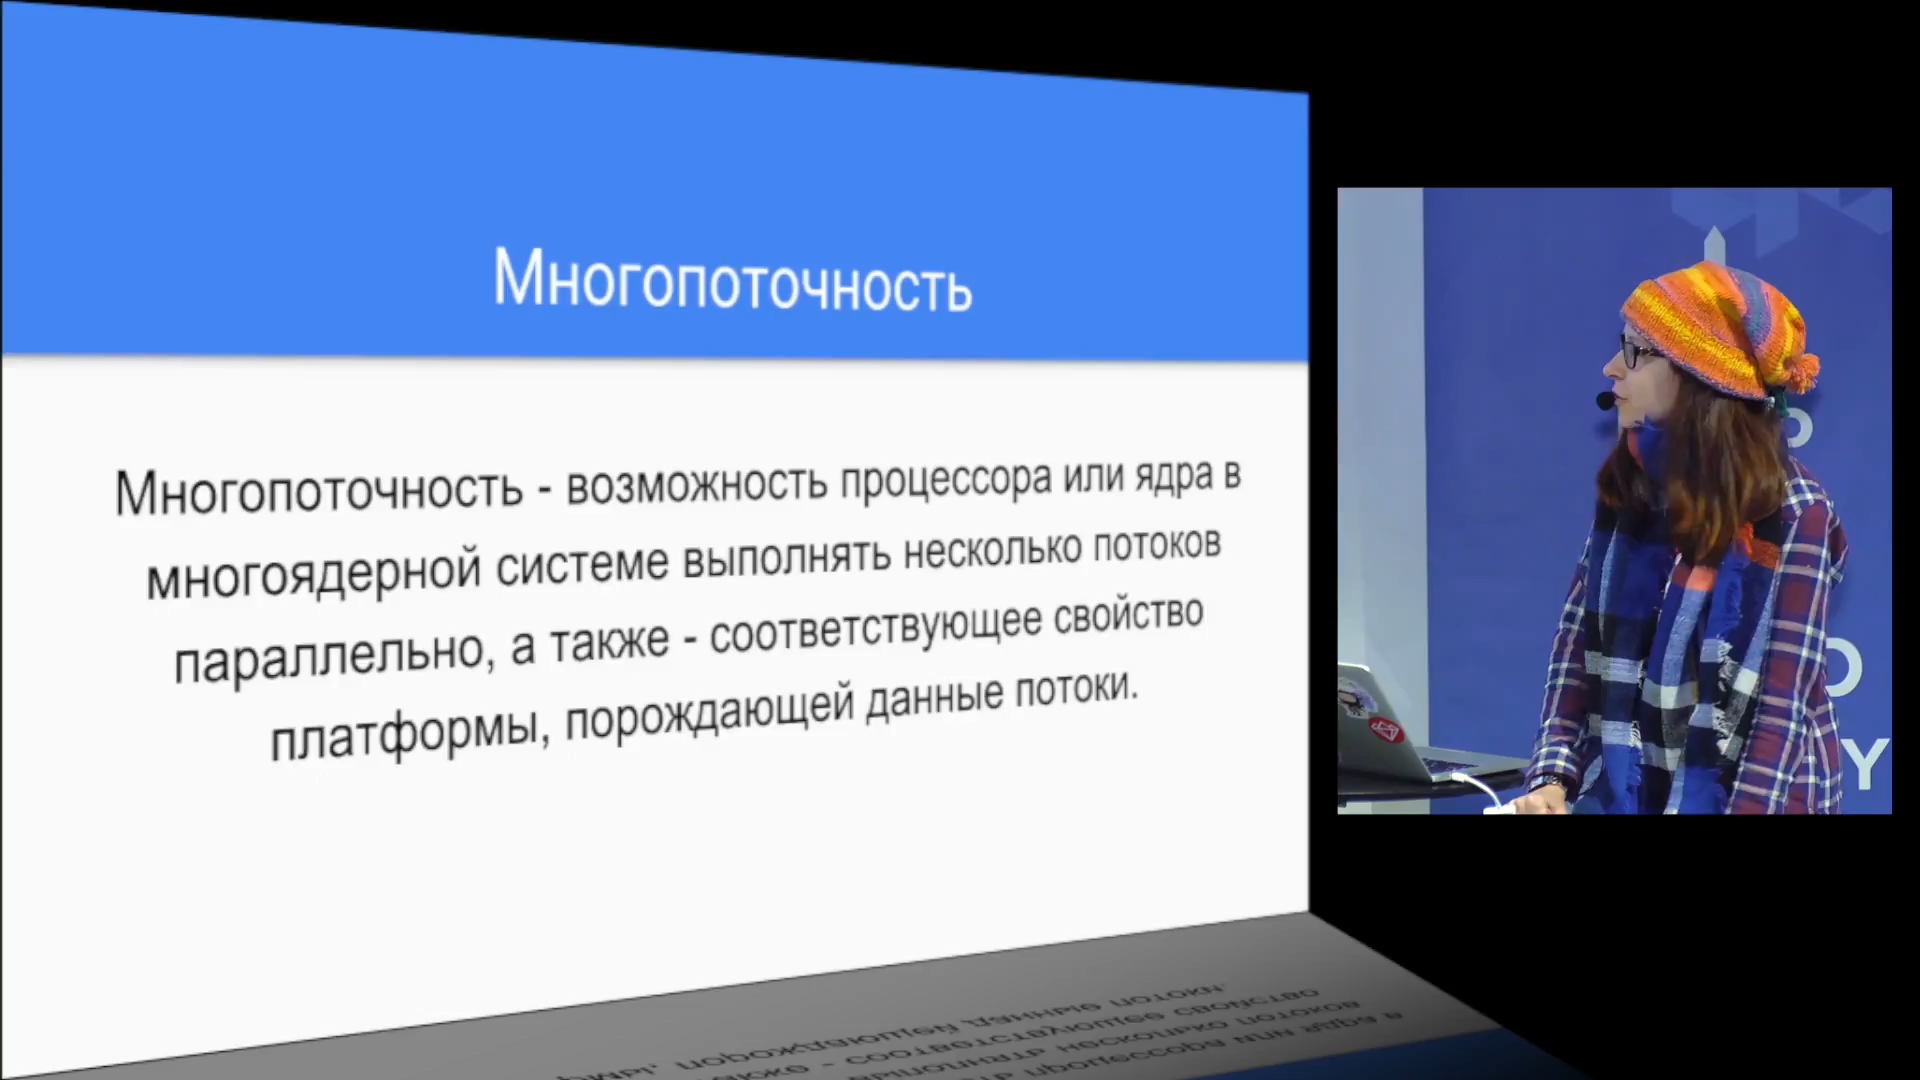 Многопоточность
Многопоточность - возможность процессора или ядра в
многоядерной системе выполнять несколько потоков
параллельно, а также - соответствующее свойство
платформы, порождающей данные потоки.
O
Y